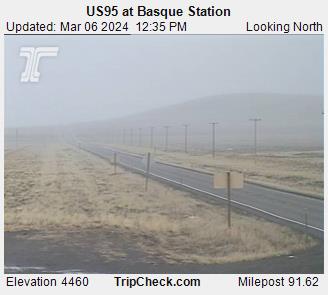 US95 at Basque Station
Updated: Mar 06 2024 12:35 PM Looking North
Elevation 4460 TripCheck.com Milepost 91.62